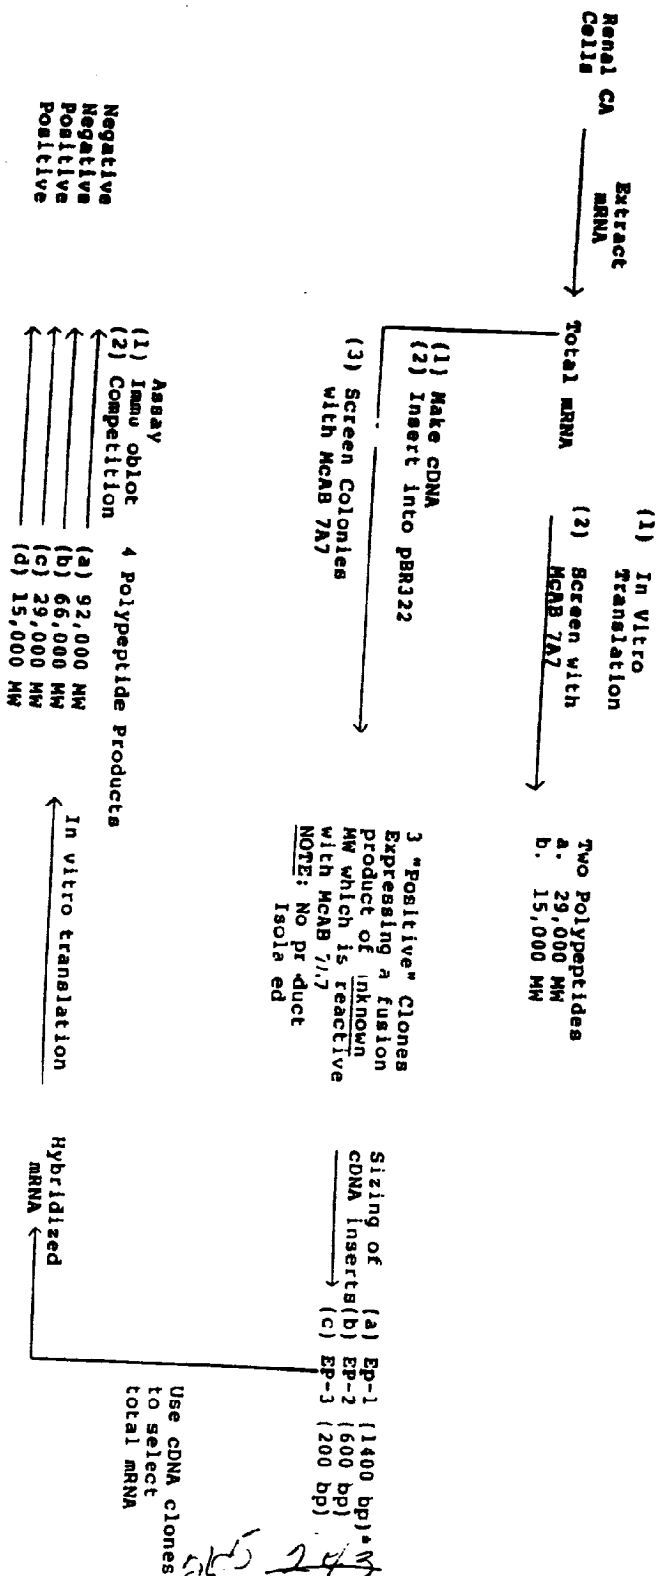 Renal CA
Cells
Extract
mRNA
Total mRNA
(1) In Vitro
Translation
(2) Screen with
McAB 7A7
Two Polypeptides
a. 29,000 MW
b. 15,000 MW
(1) Make cDNA
(2) Insert into pBR322
(3) Screen Colonies
with McAB 7A7
3 "Positive" Clones
Expressing a fusion
product of unknown
MW which is reactive
with McAB
NOTE: No product
Sizing of
cDNA inserts
(a) Ep-1 (1400 bp)*
(b) EP-2 (600 bp)
(c) EP-3 (200 bp)
Use cDNA clones
to select
total mRNA
Hybridized
mRNA
In vitro translation
4 Polypeptide Products
(a) 92,000 MW
(b) 66,000 MW
(c) 29,000 MW
(d) 15,000 MW
Assay
(1)
(2) Competition
Negative
Negative
Positive
Positive